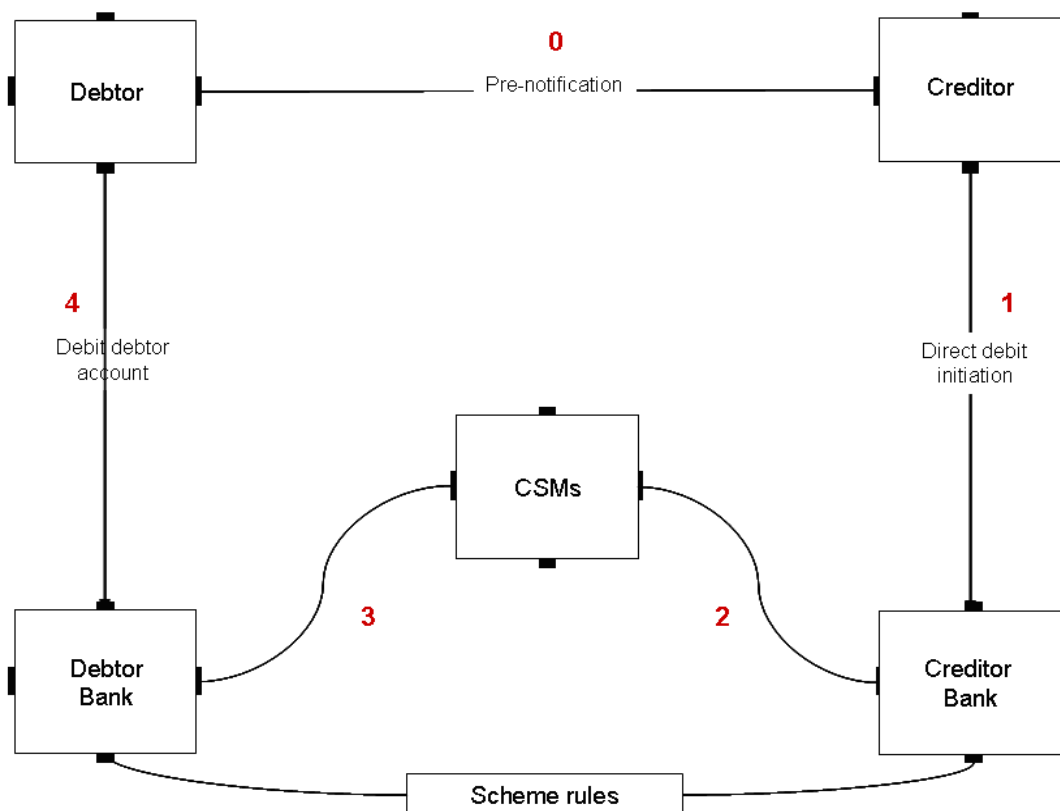 0
Debtor
Pre-notification
Creditor
4
1
Debit debtor
account
Direct debit
initiation
CSMs
3
2
Debtor
Bank
Creditor
Bank
Scheme rules